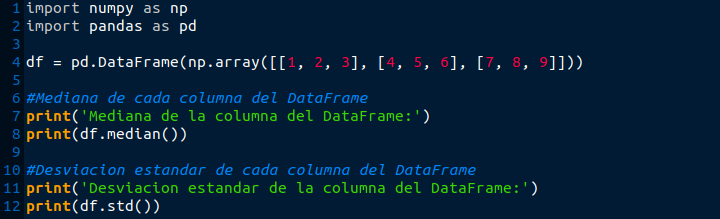 1 import numpy as np
2 import pandas as pd
3
4 df = pd.DataFrame(np.array([[1, 2, 3], [4, 5, 6], [7, 8, 9]]))
5
6 #Mediana de cada columna del DataFrame
7 print('Mediana de la columna del DataFrame:')
8 print(df.median())
9
10 #Desviacion estandar de cada columna del DataFrame
11 print('Desviacion estandar de la columna del DataFrame:')
12 print(df.std())